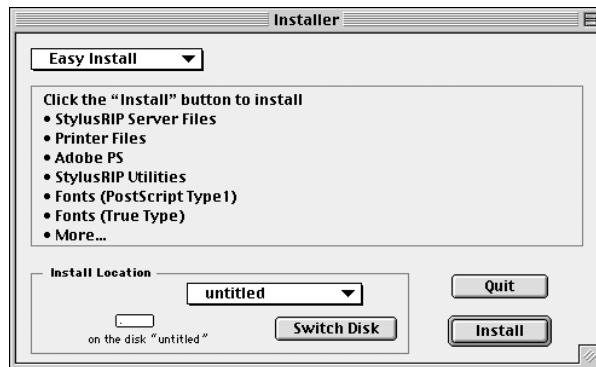 Installer
Easy Install
Click the “Install” button to install
• StylusRIP Server Files
• Printer Files
• Adobe PS
• StylusRIP Utilities
• Fonts (PostScript Type1)
• Fonts (True Type)
• More...
Install Location
untitled
on the disk “untitled”
Switch Disk
Quit
Install